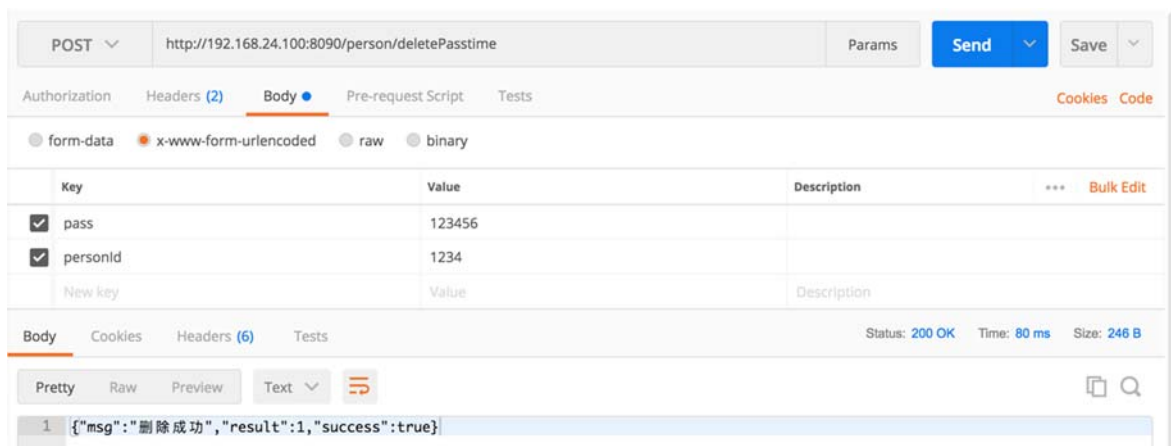 POST http://192.168.24.100:8090/person/deletePasstime Params Send Save
Authorization Headers (2) Body Pre-request Script Tests Cookies Code
form-data x-www-form-urlencoded raw binary
Key Value Description ••• Bulk Edit
pass 123456
personId 1234
New key Value Description
Body Cookies Headers (6) Tests Status: 200 OK Time: 80 ms Size: 246 B
Pretty Raw Preview Text
1 {"msg":"删除成功","result":1,"success":true}